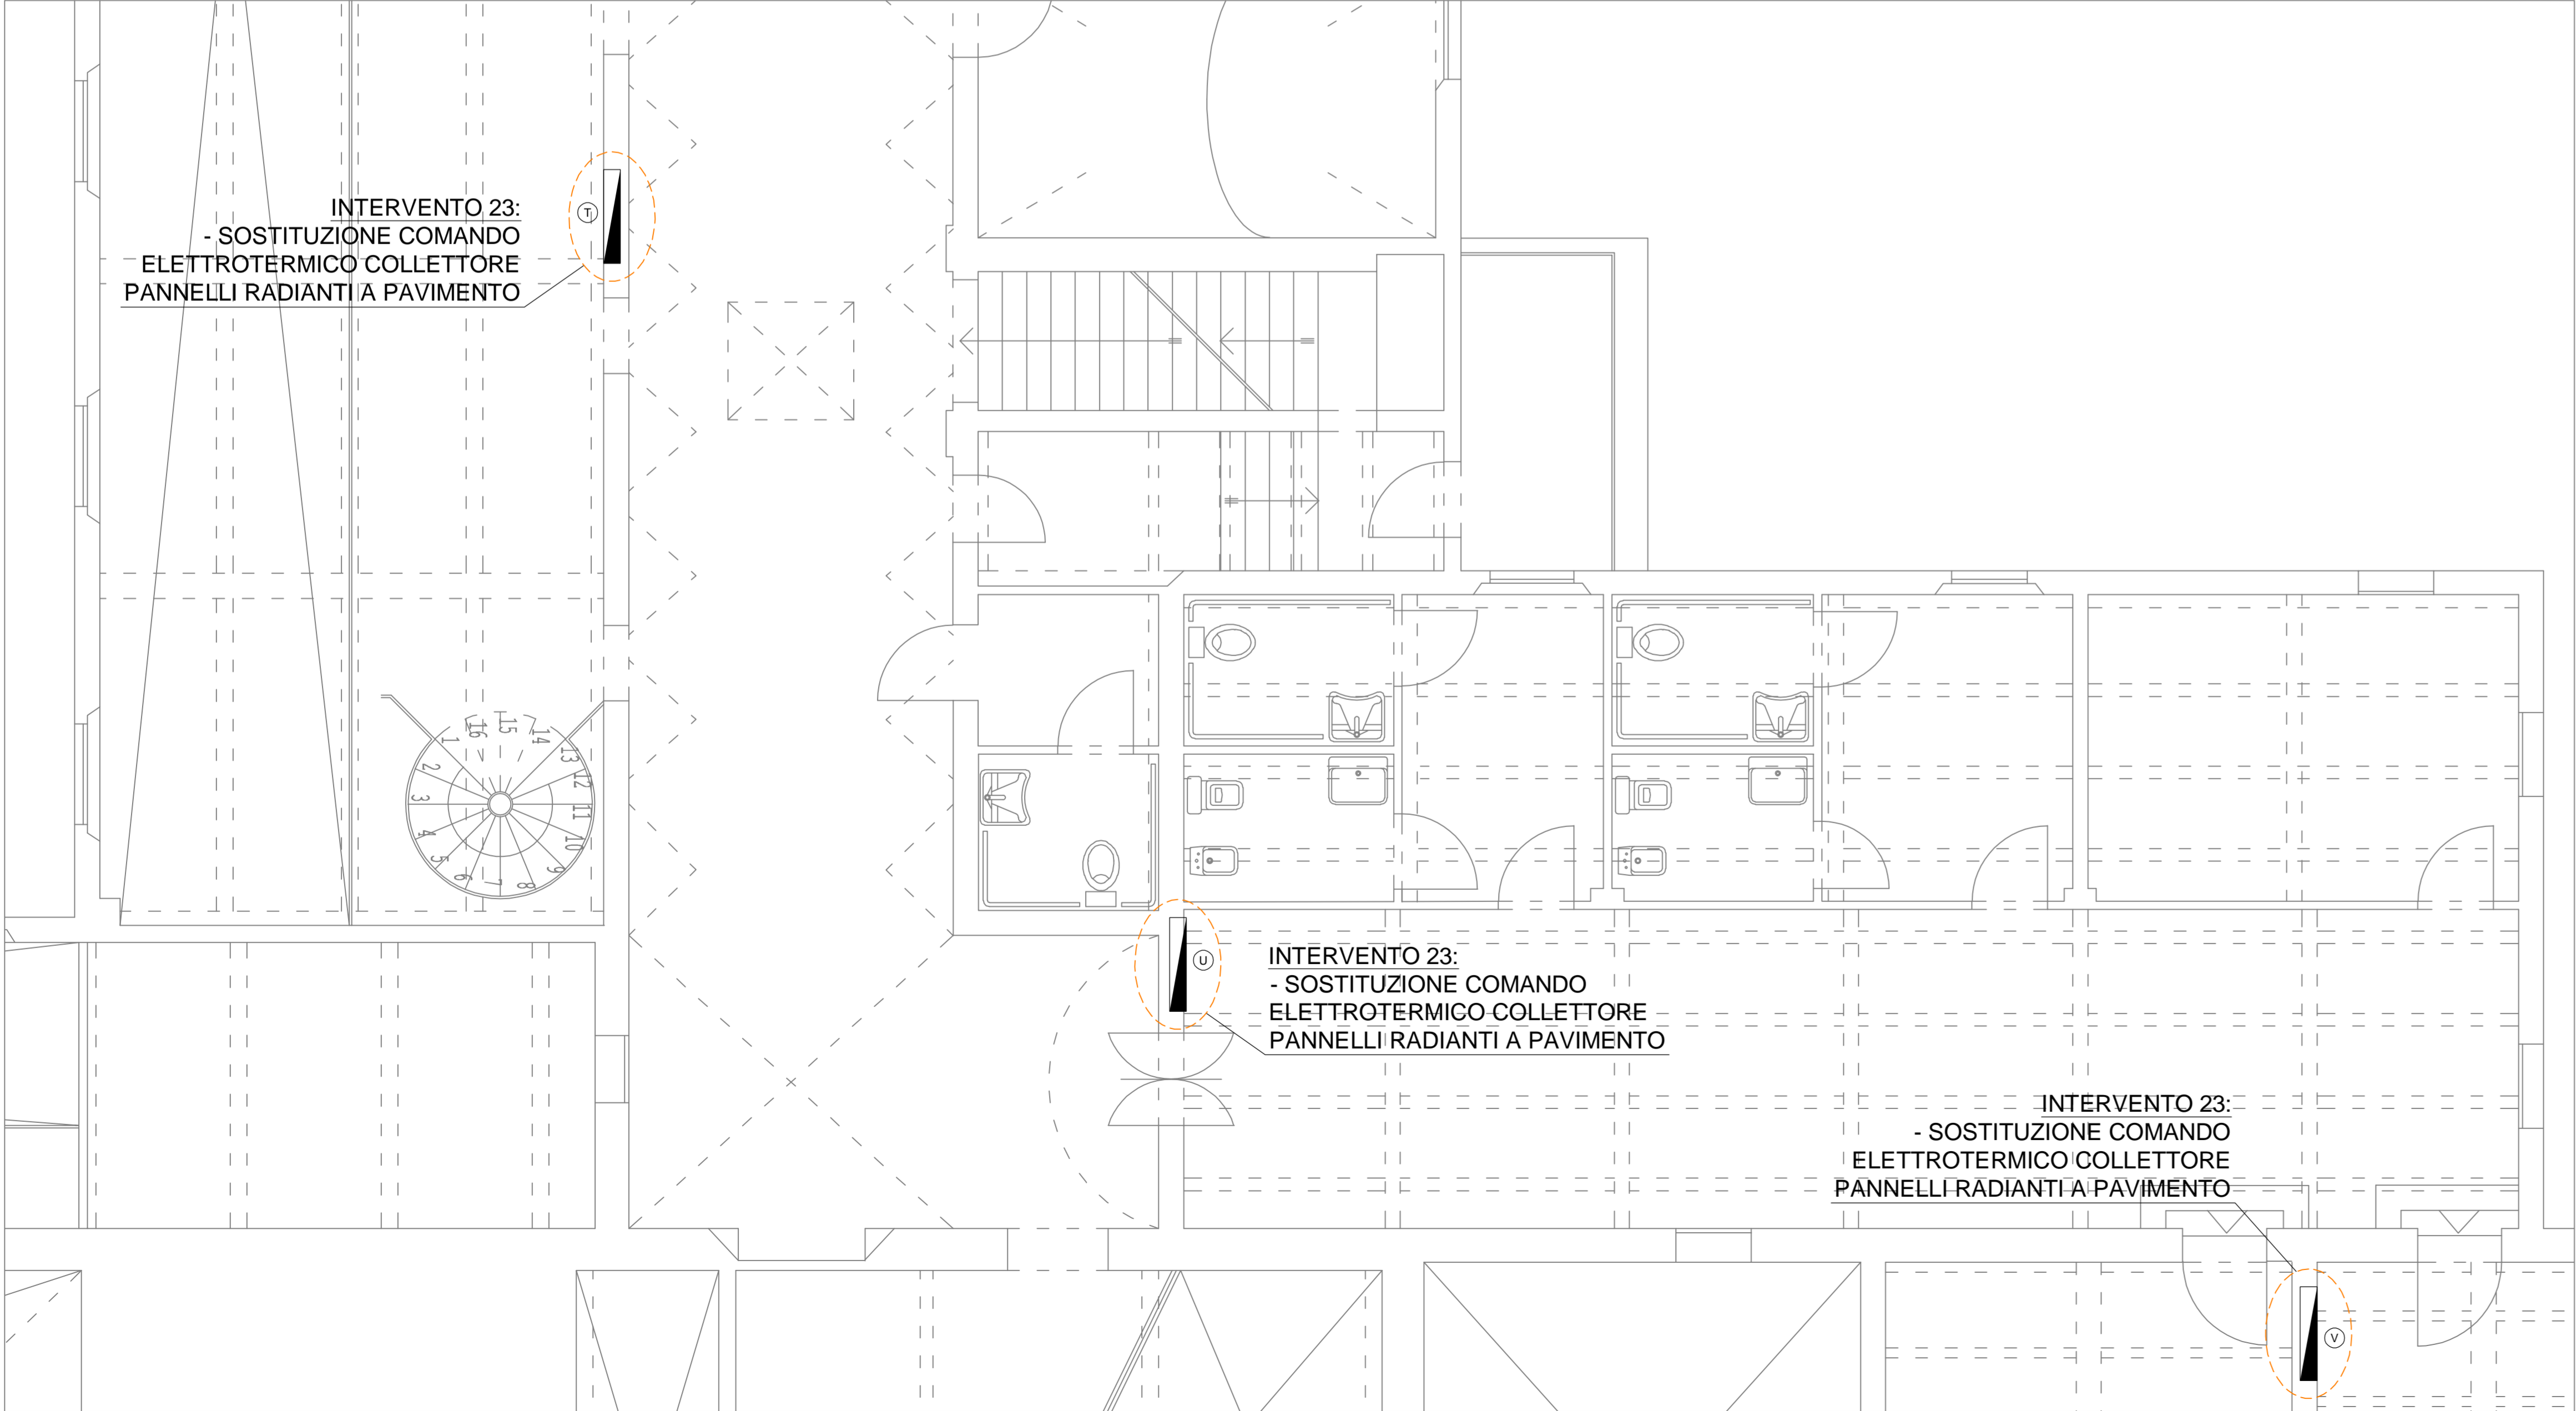 INTERVENTO 23:
- SOSTITUZIONE COMANDO
ELETTROTERMICO COLLETTORE
PANNELLI RADIANTI A PAVIMENTO
T
1
2
3
4
5
6
7
8
9
10
11
12
13
14
15
16
U
INTERVENTO 23:
- SOSTITUZIONE COMANDO
ELETTROTERMICO COLLETTORE
PANNELLI RADIANTI A PAVIMENTO
INTERVENTO 23:
- SOSTITUZIONE COMANDO
ELETTROTERMICO COLLETTORE
PANNELLI RADIANTI A PAVIMENTO
V